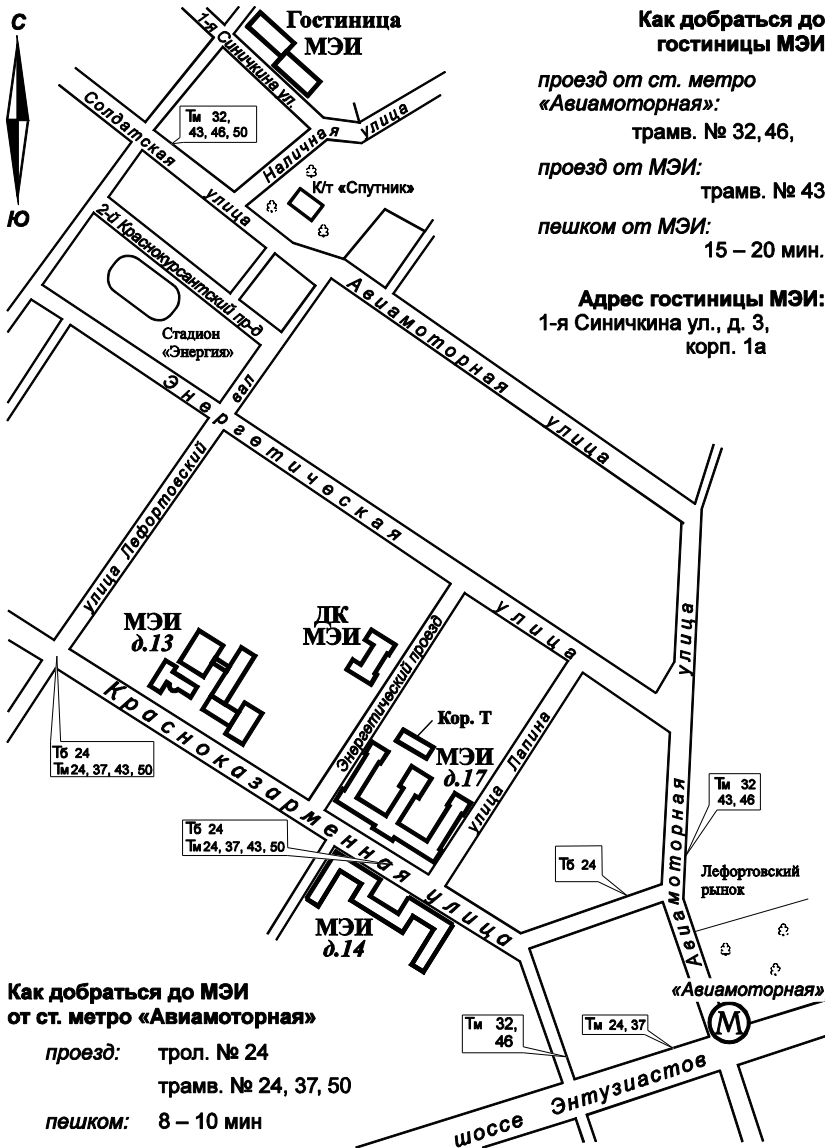 С
Ю
Гостиница
МЭИ
1-я Синичкина ул.
Как добраться до
гостиницы МЭИ
проезд от ст. метро
«Авиамоторная»:
трамв. № 32, 46,
проезд от МЭИ:
трамв. № 43
пешком от МЭИ:
15 – 20 мин.
Адрес гостиницы МЭИ:
1-я Синичкина ул., д. 3,
корп. 1а
Солдатская улица
Тм 32,
43, 46, 50
Наличная улица
К/т «Спутник»
2-й Краснокурсантский пр-д
Стадион
«Энергия»
Авиамоторная улица
Энергетическая улица
улица Лефортовский вал
МЭИ
д.13
ДК
МЭИ
Энергетический проезд
Кор. Т
МЭИ
д.17
улица Лапина
Красноказарменная улица
Тб 24
Тм 24, 37, 43, 50
Тб 24
Тм 24, 37, 43, 50
МЭИ
д.14
Авиамоторная улица
Тм 32
43, 46
Тб 24
Лефортовский
рынок
«Авиамоторная»
М
Тм 32,
46
Тм 24, 37
шоссе Энтузиастов
Как добраться до МЭИ
от ст. метро «Авиамоторная»
проезд: трол. № 24
трамв. № 24, 37, 50
пешком: 8 – 10 мин